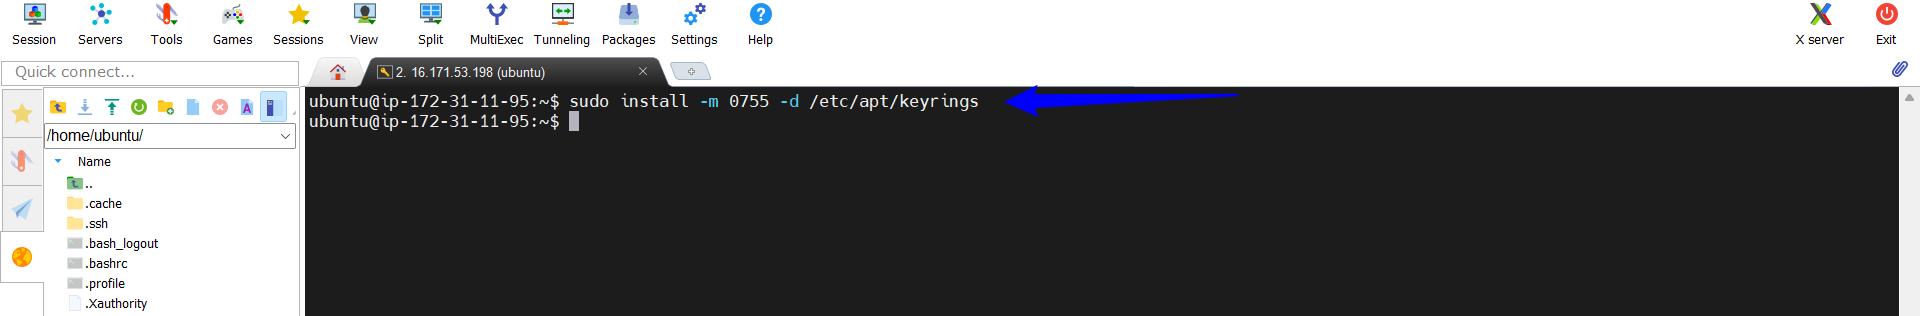 Session Servers Tools Games Sessions View Split MultiExec Tunneling Packages Settings Help X server Exit
Quick connect...
2. 16.171.53.198 (ubuntu)
/home/ubuntu/
Name
..
.cache
.ssh
.bash_logout
.bashrc
.profile
.Xauthority
ubuntu@ip-172-31-11-95:~$ sudo install -m 0755 -d /etc/apt/keyrings
ubuntu@ip-172-31-11-95:~$